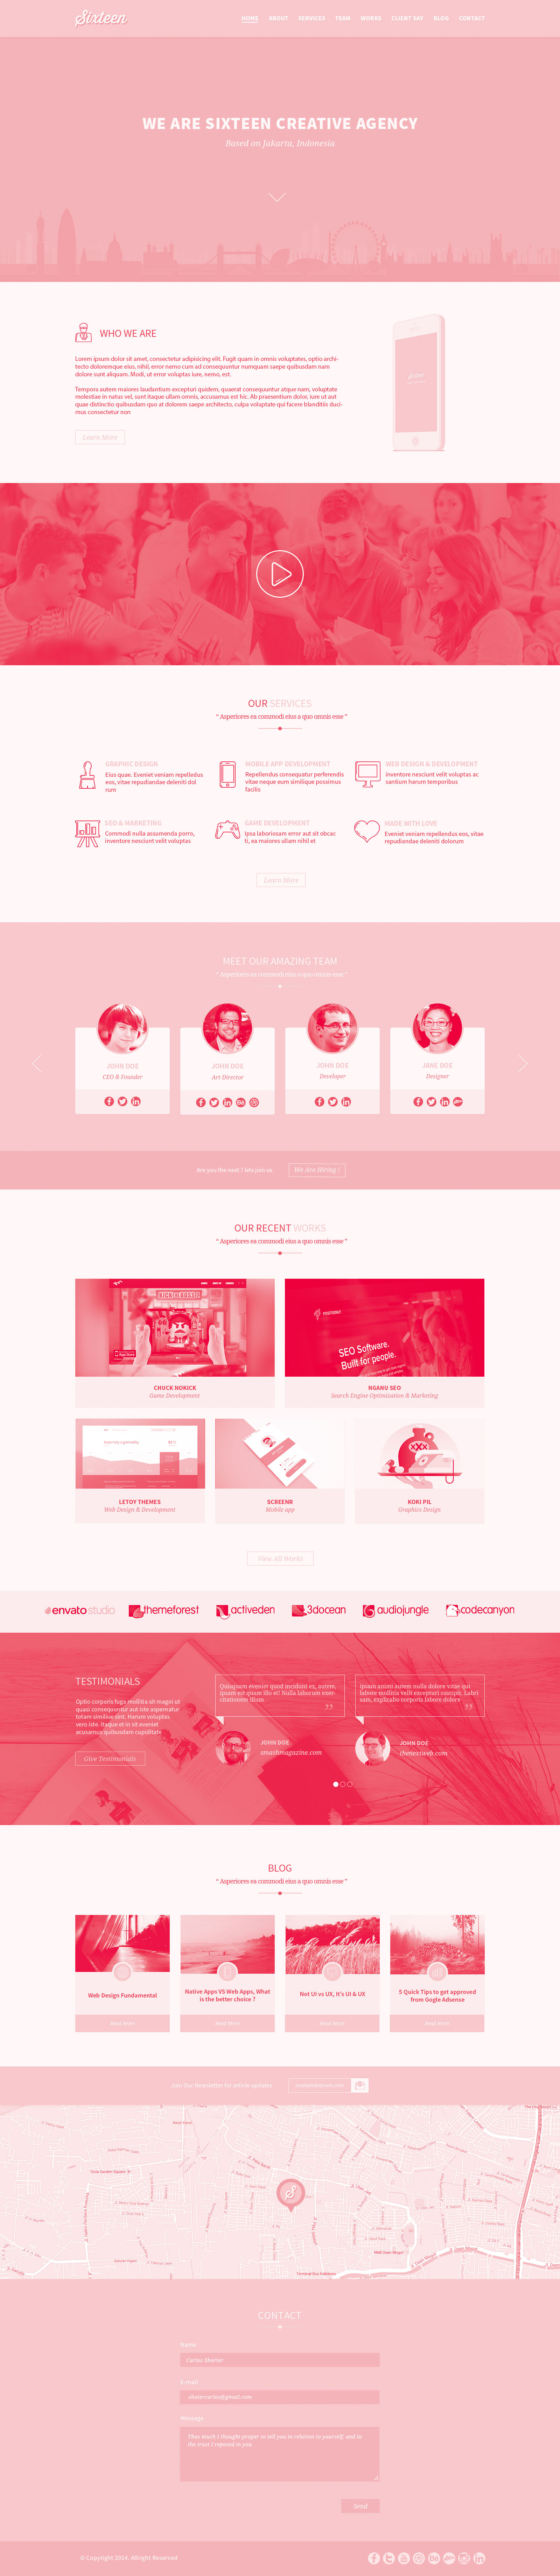 Sixteen
HOME ABOUT SERVICES TEAM WORKS CLIENT SAY BLOG CONTACT
WE ARE SIXTEEN CREATIVE AGENCY
Based on Jakarta, Indonesia
WHO WE ARE
Lorem ipsum dolor sit amet, consectetur adipisicing elit. Fugit quam in omnis voluptates, optio archi-
tecto doloremque eius, nihil, error nemo cum ad consequuntur numquam saepe quibusdam nam
dolore sunt aliquam. Modi, ut error voluptas iure, nemo, est.
Tempora autem maiores laudantium excepturi quidem, quaerat consequuntur atque nam, voluptate
molestiae in natus vel, sunt itaque ullam omnis, accusamus est hic. Ab praesentium dolor, iure ut aut
quae distinctio quibusdam quo at dolorem saepe architecto, culpa voluptate qui facere blanditiis duci-
mus consectetur non
Learn More
OUR SERVICES
" Asperiores ea commodi eius a quo omnis esse "
GRAPHIC DESIGN
Eius quae. Eveniet veniam repelledus
eos, vitae repudiandae deleniti dol
rum
MOBILE APP DEVELOPMENT
Repellendus consequatur perferendis
vitae neque eum similique possimus
facilis
WEB DESIGN & DEVELOPMENT
inventore nesciunt velit voluptas ac
santium harum temporibus
SEO & MARKETING
Commodi nulla assumenda porro,
inventore nesciunt velit voluptas
GAME DEVELOPMENT
Ipsa laboriosam error aut sit obcac
ti, ea maiores ullam nihil et
MADE WITH LOVE
Eveniet veniam repellendus eos, vitae
repudiandae deleniti dolorum
Learn More
MEET OUR AMAZING TEAM
" Asperiores ea commodi eius a quo omnis esse "
JOHN DOE
CEO & Founder
JOHN DOE
Art Director
JOHN DOE
Developer
JANE DOE
Designer
Are you the next ? lets join us
We Are Hiring !
OUR RECENT WORKS
" Asperiores ea commodi eius a quo omnis esse "
SEO Software.
Built for people.
CHUCK NOKICK
Game Development
NGANU SEO
Search Engine Optimization & Marketing
LETOY THEMES
Web Design & Development
SCREENR
Mobile app
XXX
KOKI PIL
Graphics Design
View All Works
envato studio
themeforest
activeden
3docean
audiojungle
codecanyon
TESTIMONIALS
Optio corporis fuga mollitia sit magni ut
quasi consequuntur aut iste aspernatur
totam similique sint. Harum voluptas
vero iste. Itaque et in sit eveniet
accusamus quibusdam cupiditate
Give Testimonials
Quisquam eveniet quod incidunt ex, autem,
quam est quam illo et! Nulla laborum exer-
citationem illum
JOHN DOE
smashmagazine.com
ipsam animi autem nulla dolore vitae qui
labore mollitia velit excepturi suscipit. Labri
sam, explicabo corporis labore dolore
JOHN DOE
thenextweb.com
BLOG
" Asperiores ea commodi eius a quo omnis esse "
Web Design Fundamental
Read More
Native Apps VS Web Apps, What
is the better choice ?
Read More
Not UI vs UX, It's UI & UX
Read More
5 Quick Tips to get approved
from Gogle Adsense
Read More
Join Our Newsletter for article updates
CONTACT
Name
Carlos Shorter
E-mail
Message
That much I thought proper to tell you in relation to yourself, and to
the trust I reposed in you.
Send
© Copyright 2014. Allright Reserved